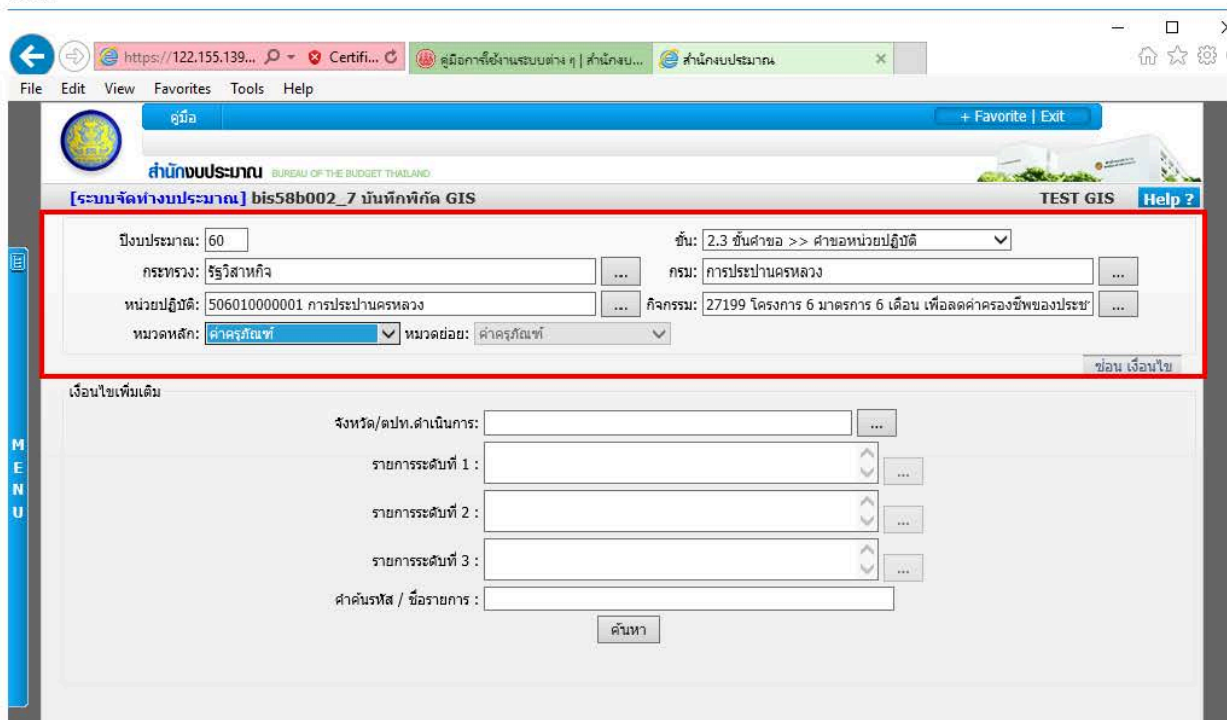 https://122.155.139... Certifi... คู่มือการใช้งานระบบต่าง ๆ | สำนักงบ... สำนักงบประมาณ
File Edit View Favorites Tools Help
คู่มือ + Favorite | Exit
สำนักงบประมาณ BUREAU OF THE BUDGET THAILAND
[ระบบจัดทำงบประมาณ] bis58b002_7 บันทึกพิกัด GIS TEST GIS Help ?
ปีงบประมาณ: 60 ขั้น: 2.3 ขั้นคำขอ >> คำขอหน่วยปฏิบัติ
กระทรวง: รัฐวิสาหกิจ ... กรม: การประปานครหลวง ...
หน่วยปฏิบัติ: 506010000001 การประปานครหลวง ... กิจกรรม: 27199 โครงการ 6 มาตรการ 6 เดือน เพื่อลดค่าครองชีพของประชา ...
หมวดหลัก: ค่าครุภัณฑ์ หมวดย่อย: ค่าครุภัณฑ์
ซ่อน เงื่อนไข
เงื่อนไขเพิ่มเติม
จังหวัด/ตปท.ดำเนินการ: ...
รายการระดับที่ 1 : ...
รายการระดับที่ 2 : ...
รายการระดับที่ 3 : ...
คำค้นรหัส / ชื่อรายการ :
ค้นหา
MENU